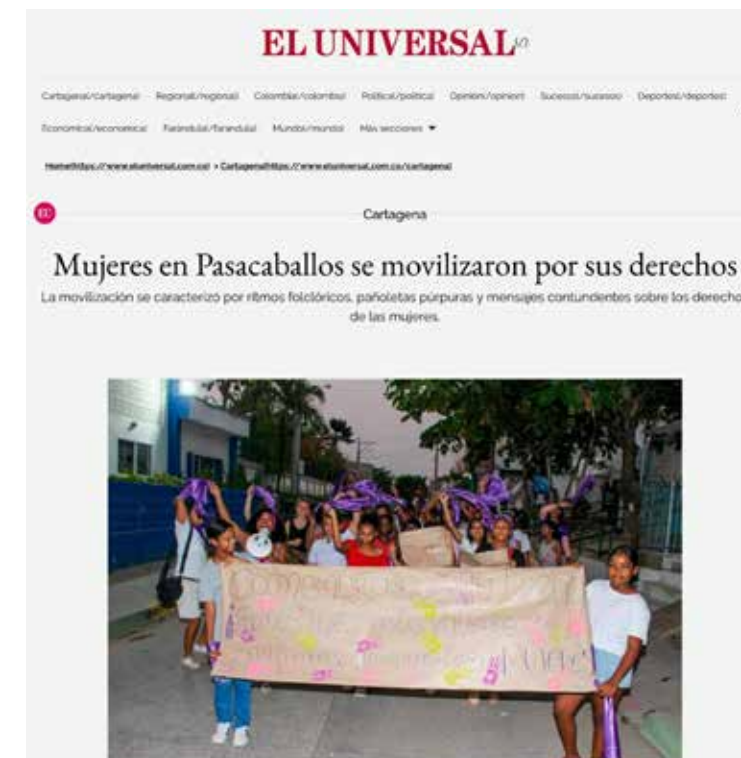 EL UNIVERSAL
Cartagena(/cartagena) Regional(/regional) Colombia(/colombia) Política(/politica) Opinión(/opinion) Sucesos(/sucesos) Deportes(/deportes)
Económica(/economica) Farándula(/farandula) Mundo(/mundo) Más secciones
Home(https://www.eluniversal.com.co) > Cartagena(https://www.eluniversal.com.co/cartagena)
EU
Cartagena
Mujeres en Pasacaballos se movilizaron por sus derechos
La movilización se caracterizó por ritmos folclóricos, pañoletas púrpuras y mensajes contundentes sobre los derecho
de las mujeres.